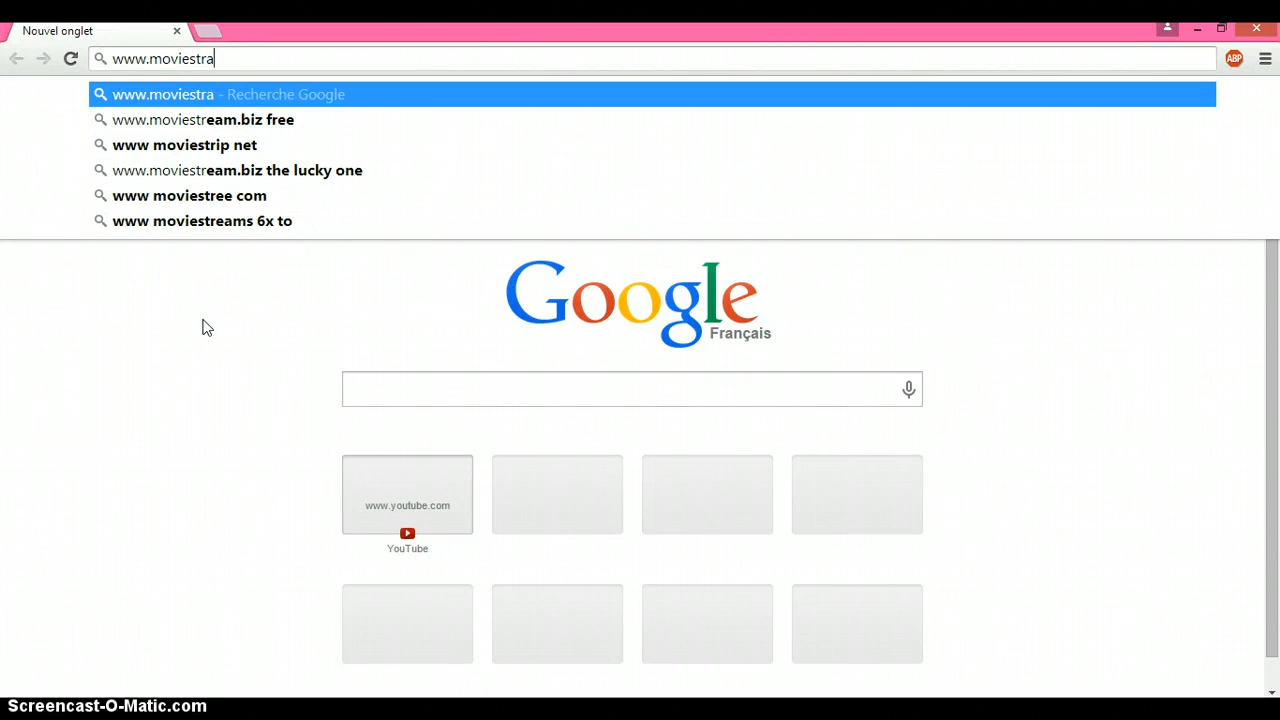 Nouvel onglet
www.moviestra
www.moviestra - Recherche Google
www.moviestream.biz free
www moviestrip net
www.moviestream.biz the lucky one
www moviestree com
www moviestreams 6x to
ABP
Google
Français
www.youtube.com
YouTube
Screencast-O-Matic.com